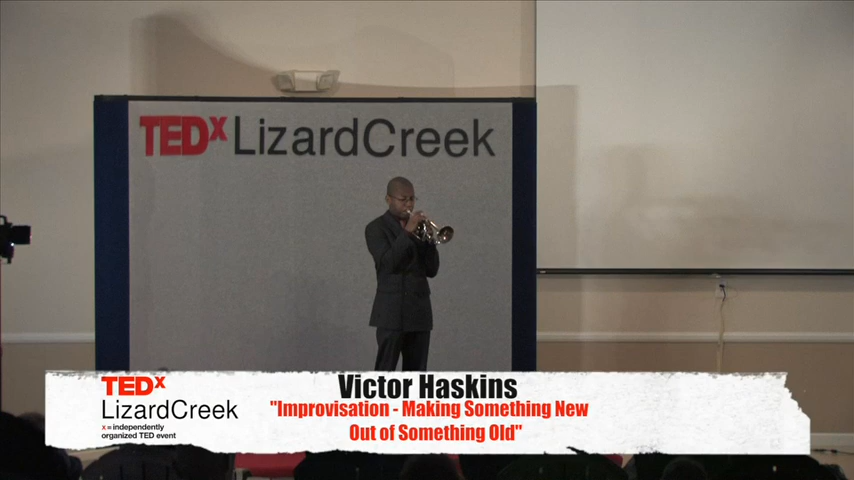 TEDx LizardCreek
Victor Haskins
"Improvisation - Making Something New
Out of Something Old"
TEDx
LizardCreek
x = independently
organized TED event